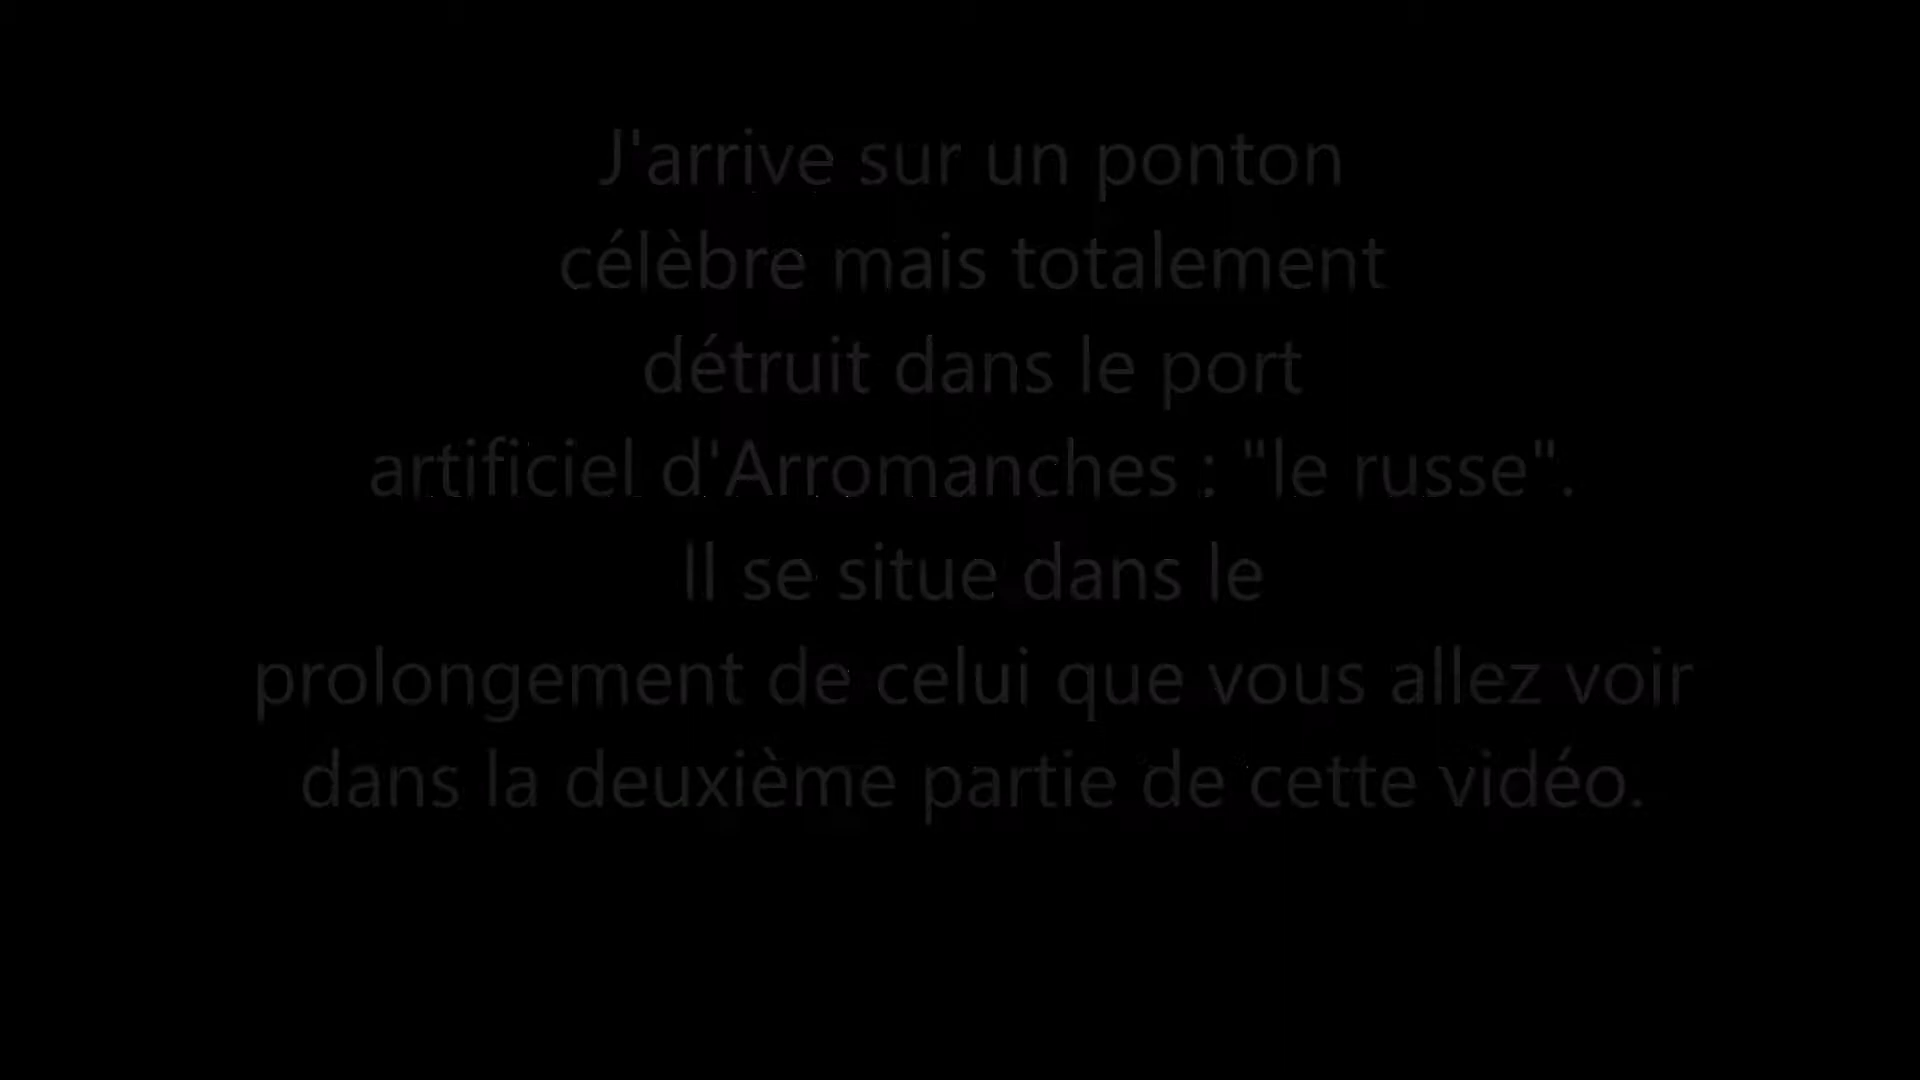 J'arrive sur un ponton
célèbre mais totalement
détruit dans le port
artificiel d'Arromanches : "le russe".
Il se situe dans le
prolongement de celui que vous allez voir
dans la deuxième partie de cette vidéo.